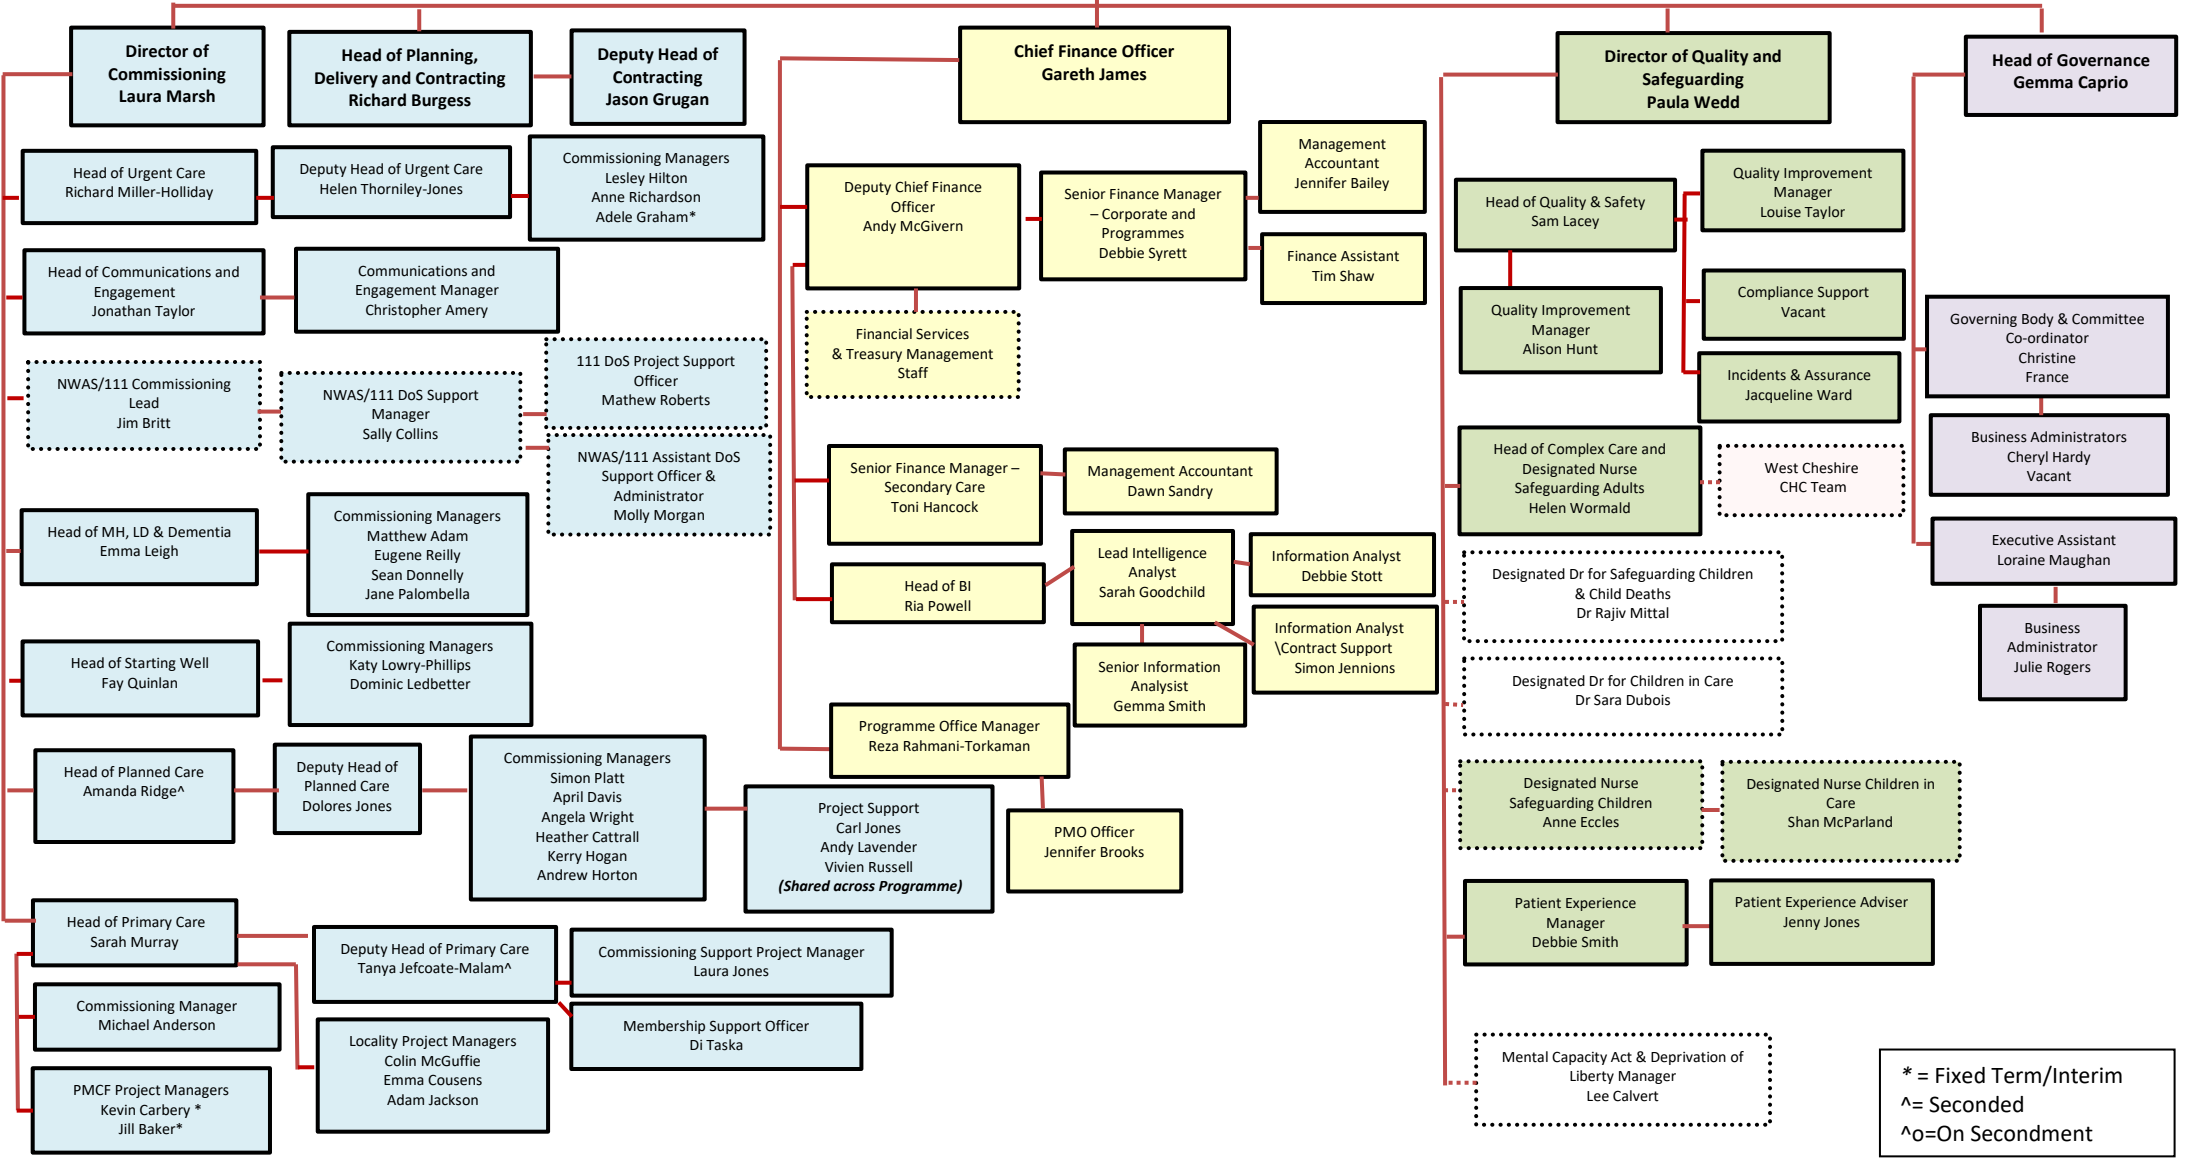 Director of
Commissioning
Laura Marsh
Head of Planning,
Delivery and Contracting
Richard Burgess
Deputy Head of
Contracting
Jason Grugan
Chief Finance Officer
Gareth James
Director of Quality and
Safeguarding
Paula Wedd
Head of Governance
Gemma Caprio
Head of Urgent Care
Richard Miller-Holliday
Deputy Head of Urgent Care
Helen Thorniley-Jones
Commissioning Managers
Lesley Hilton
Anne Richardson
Adele Graham*
Head of Communications and
Engagement
Jonathan Taylor
Communications and
Engagement Manager
Christopher Amery
NWAS/111 Commissioning
Lead
Jim Britt
NWAS/111 DoS Support
Manager
Sally Collins
111 DoS Project Support
Officer
Mathew Roberts
NWAS/111 Assistant DoS
Support Officer &
Administrator
Molly Morgan
Head of MH, LD & Dementia
Emma Leigh
Commissioning Managers
Matthew Adam
Eugene Reilly
Sean Donnelly
Jane Palombella
Head of Starting Well
Fay Quinlan
Commissioning Managers
Katy Lowry-Phillips
Dominic Ledbetter
Head of Planned Care
Amanda Ridge^
Deputy Head of
Planned Care
Dolores Jones
Commissioning Managers
Simon Platt
April Davis
Angela Wright
Heather Cattrall
Kerry Hogan
Andrew Horton
Project Support
Carl Jones
Andy Lavender
Vivien Russell
(Shared across Programme)
Head of Primary Care
Sarah Murray
Deputy Head of Primary Care
Tanya Jefcoate-Malam^
Commissioning Support Project Manager
Laura Jones
Membership Support Officer
Di Taska
Commissioning Manager
Michael Anderson
Locality Project Managers
Colin McGuffie
Emma Cousens
Adam Jackson
PMCF Project Managers
Kevin Carbery *
Jill Baker*
Deputy Chief Finance
Officer
Andy McGivern
Senior Finance Manager
– Corporate and
Programmes
Debbie Syrett
Management
Accountant
Jennifer Bailey
Finance Assistant
Tim Shaw
Financial Services
& Treasury Management
Staff
Senior Finance Manager –
Secondary Care
Toni Hancock
Management Accountant
Dawn Sandry
Head of BI
Ria Powell
Lead Intelligence
Analyst
Sarah Goodchild
Information Analyst
Debbie Stott
Information Analyst
\Contract Support
Simon Jennions
Senior Information
Analysist
Gemma Smith
Programme Office Manager
Reza Rahmani-Torkaman
PMO Officer
Jennifer Brooks
Head of Quality & Safety
Sam Lacey
Quality Improvement
Manager
Louise Taylor
Quality Improvement
Manager
Alison Hunt
Compliance Support
Vacant
Incidents & Assurance
Jacqueline Ward
Head of Complex Care and
Designated Nurse
Safeguarding Adults
Helen Wormald
West Cheshire
CHC Team
Designated Dr for Safeguarding Children
& Child Deaths
Dr Rajiv Mittal
Designated Dr for Children in Care
Dr Sara Dubois
Designated Nurse
Safeguarding Children
Anne Eccles
Designated Nurse Children in
Care
Shan McParland
Patient Experience
Manager
Debbie Smith
Patient Experience Adviser
Jenny Jones
Mental Capacity Act & Deprivation of
Liberty Manager
Lee Calvert
Governing Body & Committee
Co-ordinator
Christine
France
Business Administrators
Cheryl Hardy
Vacant
Executive Assistant
Loraine Maughan
Business
Administrator
Julie Rogers
* = Fixed Term/Interim
^= Seconded
^o=On Secondment